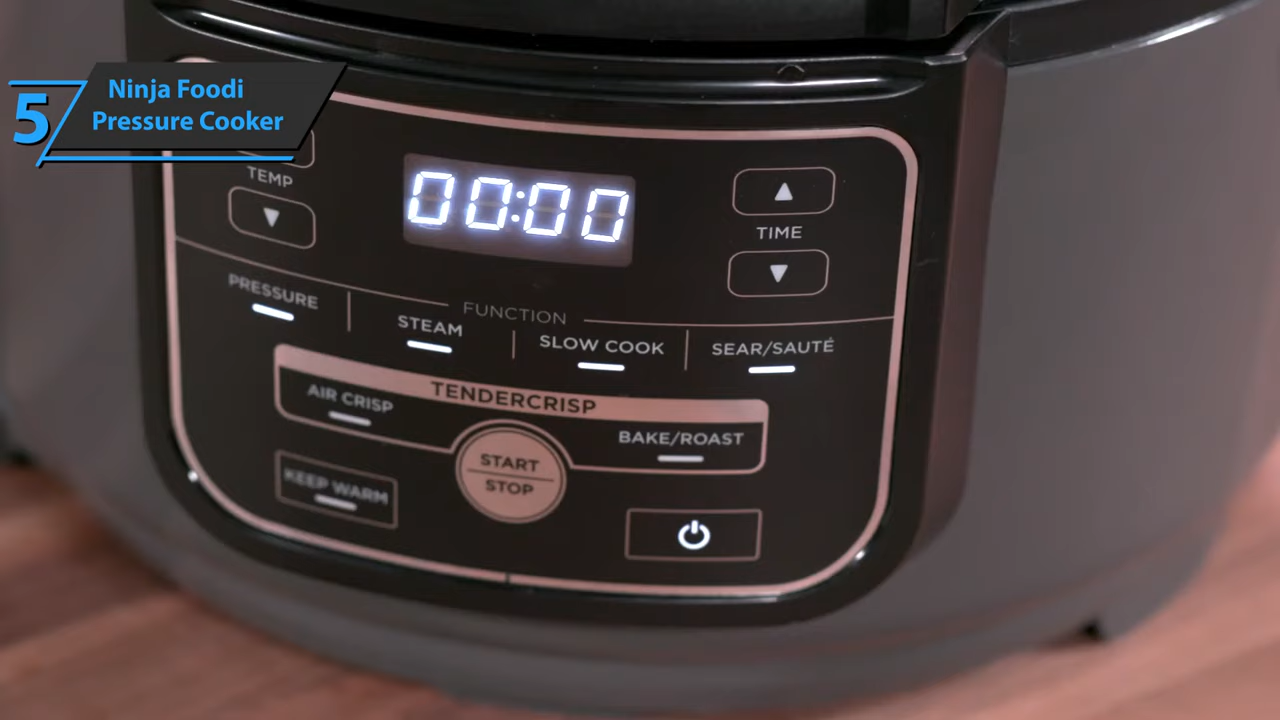 5
Ninja Foodi
Pressure Cooker
00:00
TEMP
TIME
FUNCTION
PRESSURE
STEAM
SLOW COOK
SEAR/SAUTÉ
TENDERCRISP
AIR CRISP
BAKE/ROAST
START
STOP
KEEP WARM